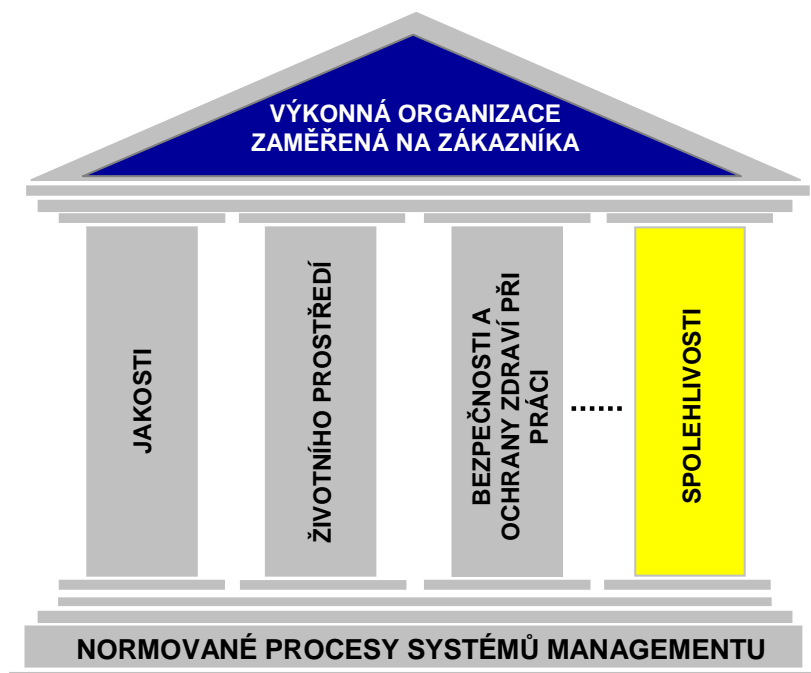 VÝKONNÁ ORGANIZACE
ZAMĚŘENÁ NA ZÁKAZNÍKA
JAKOSTI
ŽIVOTNÍHO PROSTŘEDÍ
BEZPEČNOSTI A
OCHRANY ZDRAVÍ PŘI
PRÁCI
......
SPOLEHLIVOSTI
NORMOVANÉ PROCESY SYSTÉMŮ MANAGEMENTU